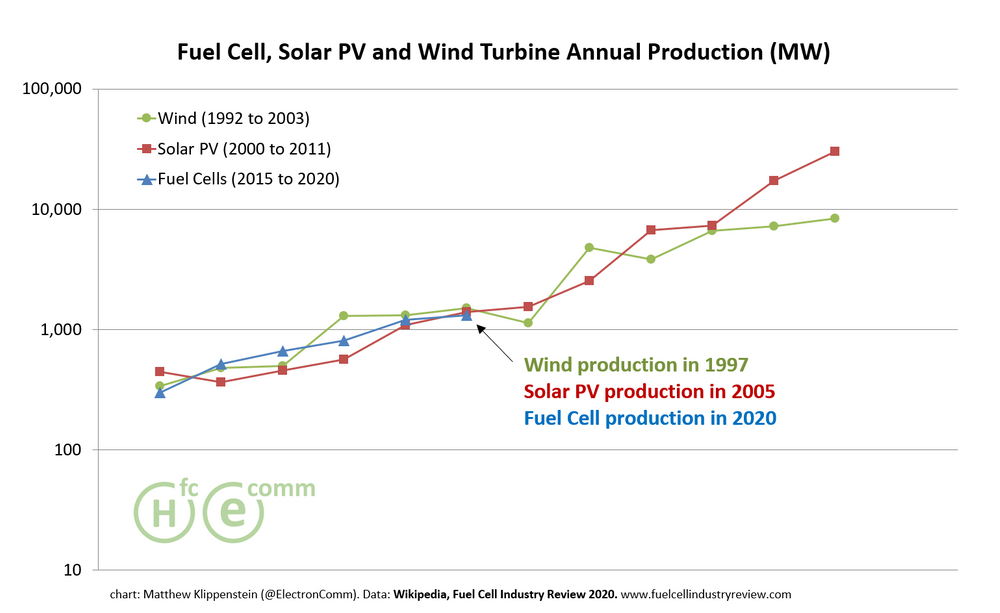 Fuel Cell, Solar PV and Wind Turbine Annual Production (MW)
100,000
Wind (1992 to 2003)
Solar PV (2000 to 2011)
Fuel Cells (2015 to 2020)
10,000
1,000
Wind production in 1997
Solar PV production in 2005
Fuel Cell production in 2020
100
H fc e comm
10
chart: Matthew Klippenstein (@ElectronComm). Data: Wikipedia, Fuel Cell Industry Review 2020. www.fuelcellindustryreview.com